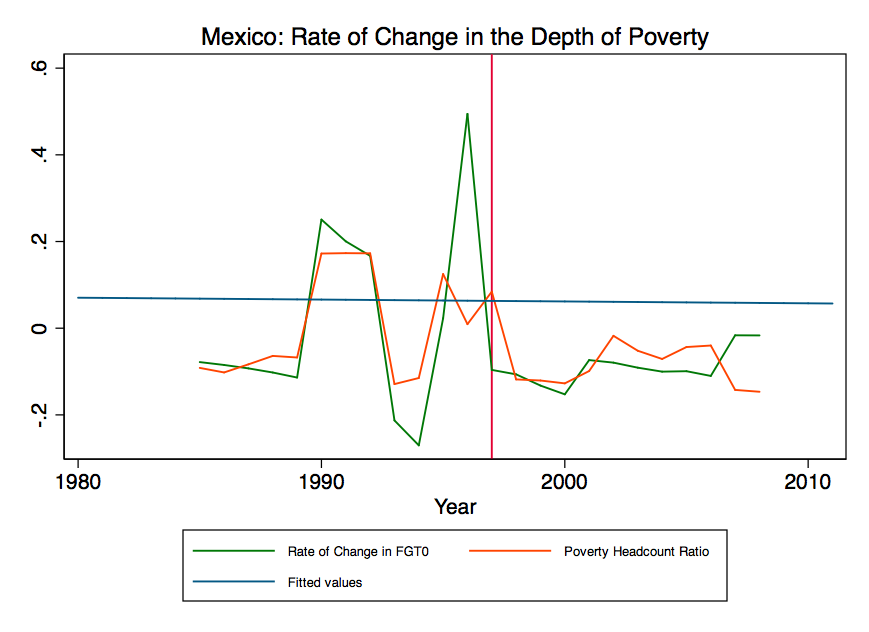 Mexico: Rate of Change in the Depth of Poverty
.6
.4
.2
0
-.2
1980 1990 2000 2010
Year
Rate of Change in FGT0 Poverty Headcount Ratio
Fitted values